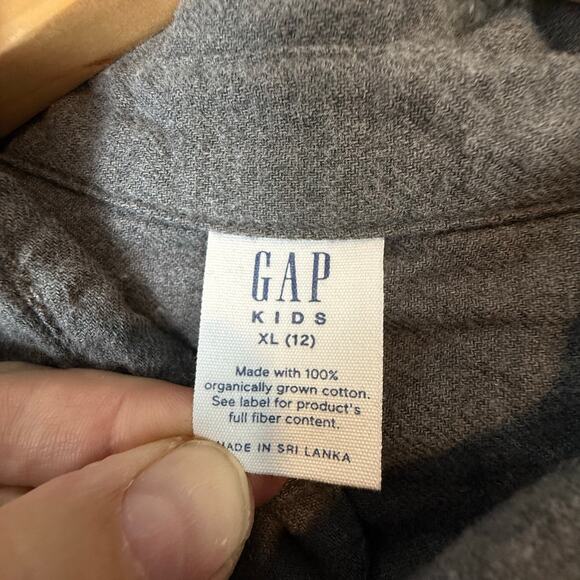 GAP
KIDS
XL (12)
Made with 100%
organically grown cotton.
See label for product's
full fiber content.
MADE IN SRI LANKA